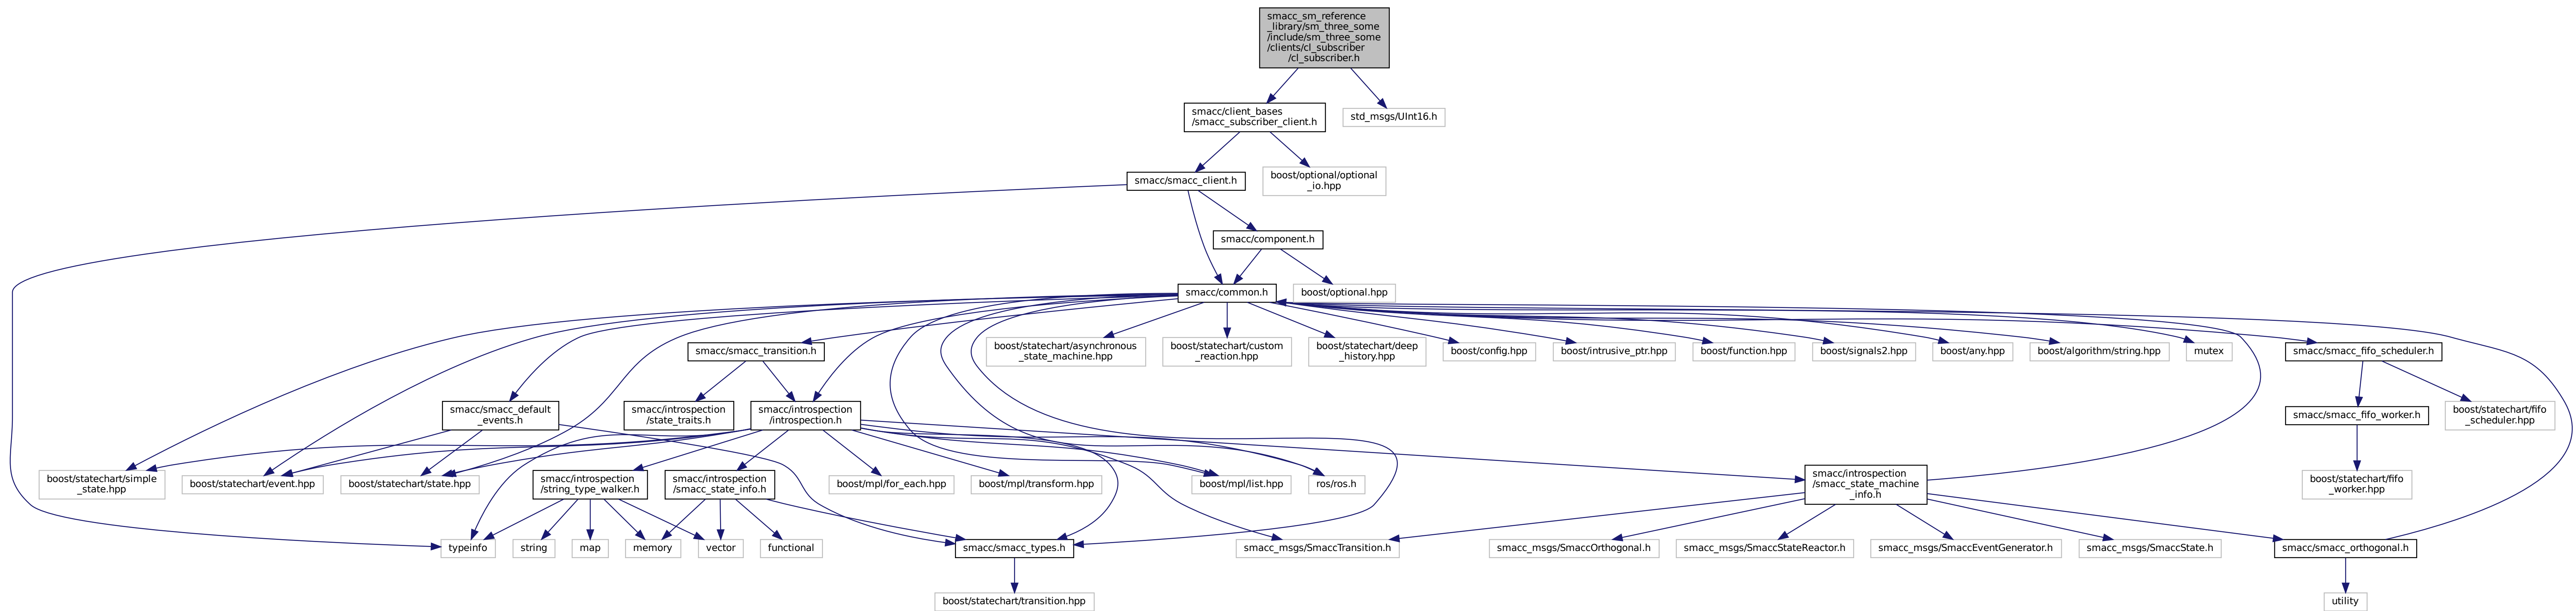 smacc_sm_reference
_library/sm_three_some
/include/sm_three_some
/clients/cl_subscriber
/cl_subscriber.h
smacc/client_bases
/smacc_subscriber_client.h
std_msgs/UInt16.h
smacc/smacc_client.h
boost/optional/optional
_io.hpp
smacc/component.h
smacc/common.h
boost/optional.hpp
smacc/smacc_transition.h
boost/statechart/asynchronous
_state_machine.hpp
boost/statechart/custom
_reaction.hpp
boost/statechart/deep
_history.hpp
boost/config.hpp
boost/intrusive_ptr.hpp
boost/function.hpp
boost/signals2.hpp
boost/any.hpp
boost/algorithm/string.hpp
mutex
smacc/smacc_fifo_scheduler.h
smacc/smacc_default
_events.h
smacc/introspection
/state_traits.h
smacc/introspection
/introspection.h
smacc/smacc_fifo_worker.h
boost/statechart/fifo
_scheduler.hpp
boost/statechart/simple
_state.hpp
boost/statechart/event.hpp
boost/statechart/state.hpp
smacc/introspection
/string_type_walker.h
smacc/introspection
/smacc_state_info.h
boost/mpl/for_each.hpp
boost/mpl/transform.hpp
boost/mpl/list.hpp
ros/ros.h
smacc/introspection
/smacc_state_machine
_info.h
boost/statechart/fifo
_worker.hpp
typeinfo
string
map
memory
vector
functional
smacc/smacc_types.h
smacc_msgs/SmaccTransition.h
smacc_msgs/SmaccOrthogonal.h
smacc_msgs/SmaccStateReactor.h
smacc_msgs/SmaccEventGenerator.h
smacc_msgs/SmaccState.h
smacc/smacc_orthogonal.h
boost/statechart/transition.hpp
utility